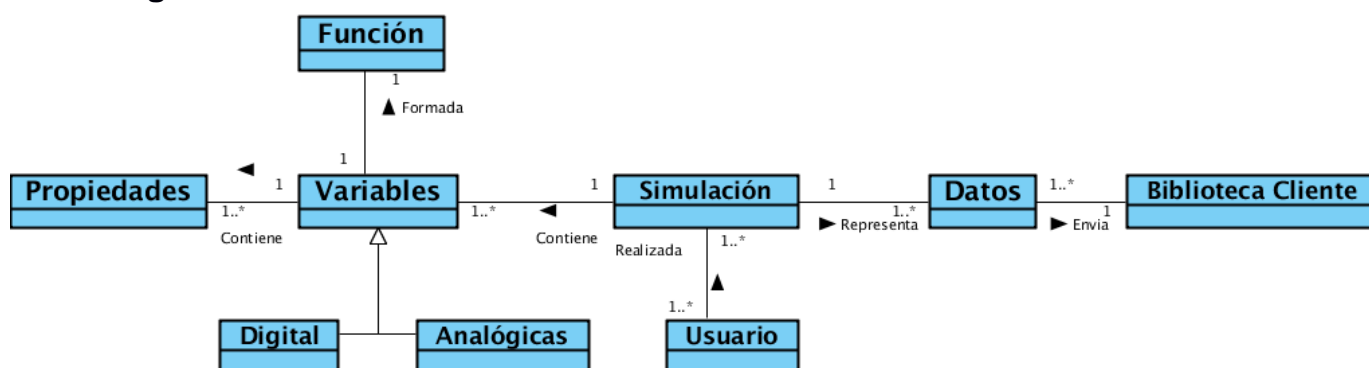 Función
1
Formada
1
Propiedades
1..*
Contiene
1
Variables
1..*
Contiene
1
Simulación
1
Representa
1..*
Datos
1..*
Envia
1
Biblioteca Cliente
Realizada
1..*
1..*
Digital
Analógicas
Usuario